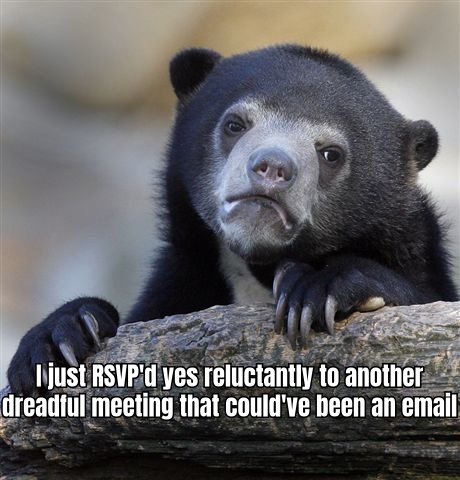 I just RSVP'd yes reluctantly to another
dreadful meeting that could've been an email